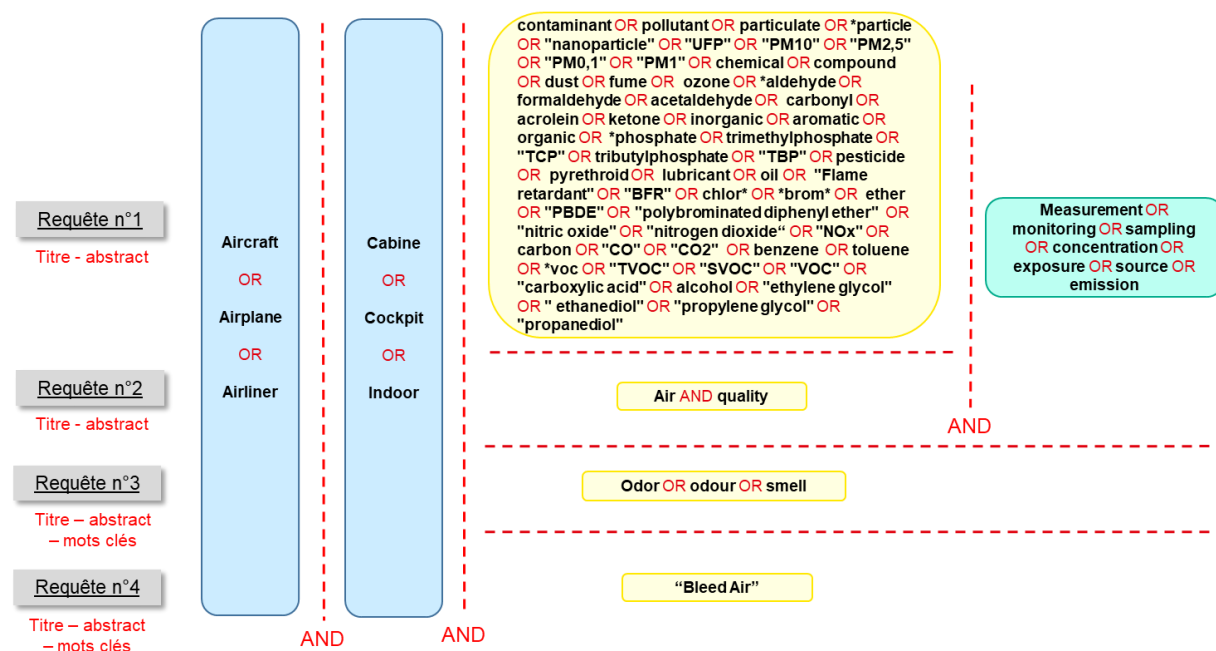 contaminant OR pollutant OR particulate OR *particle
OR "nanoparticle" OR "UFP" OR "PM10" OR "PM2,5"
OR "PM0,1" OR "PM1" OR chemical OR compound
OR dust OR fume OR ozone OR *aldehyde OR
formaldehyde OR acetaldehyde OR carbonyl OR
acrolein OR ketone OR inorganic OR aromatic OR
organic OR *phosphate OR trimethylphosphate OR
"TCP" OR tributylphosphate OR "TBP" OR pesticide
OR pyrethroid OR lubricant OR oil OR "Flame
retardant" OR "BFR" OR chlor* OR *brom* OR ether
OR "PBDE" OR "polybrominated diphenyl ether" OR
"nitric oxide" OR "nitrogen dioxide“ OR "NOx" OR
carbon OR "CO" OR "CO2" OR benzene OR toluene
OR *voc OR "TVOC" OR "SVOC" OR "VOC" OR
"carboxylic acid" OR alcohol OR "ethylene glycol"
OR " ethanediol" OR "propylene glycol" OR
"propanediol"
Requête n°1
Titre - abstract
Aircraft
OR
Airplane
OR
Airliner
Cabine
OR
Cockpit
OR
Indoor
Measurement OR
monitoring OR sampling
OR concentration OR
exposure OR source OR
emission
Requête n°2
Titre - abstract
Air AND quality
AND
Requête n°3
Titre – abstract
– mots clés
Odor OR odour OR smell
Requête n°4
Titre – abstract
– mots clés
“Bleed Air”
AND
AND